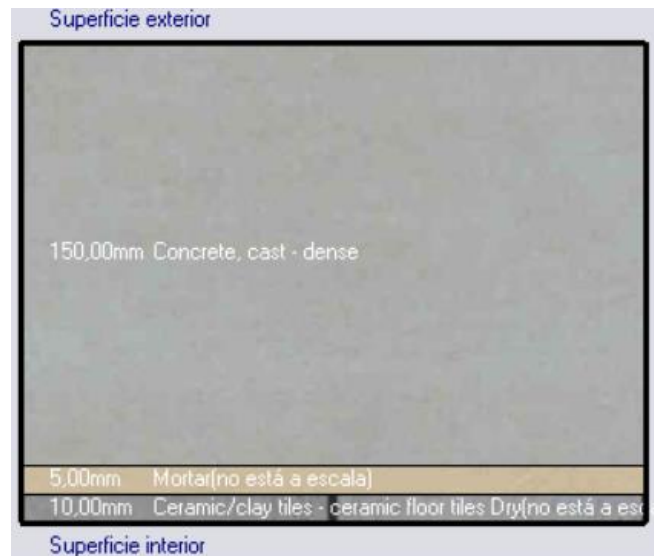 Superficie exterior
150,00mm Concrete, cast - dense
5,00mm Mortar(no está a escala)
10,00mm Ceramic/clay tiles - ceramic floor tiles Dry(no está a esc
Superficie interior